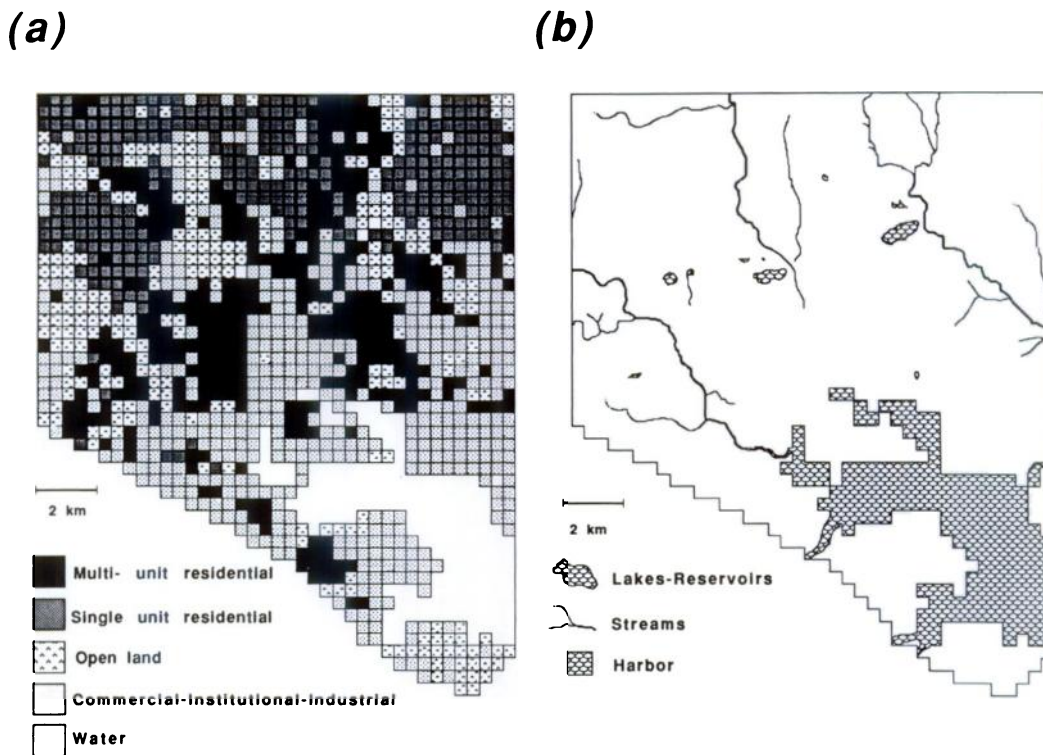 (a)
(b)
2 km
Multi- unit residential
Single unit residential
Open land
Commercial-institutional-industrial
Water
2 km
Lakes-Reservoirs
Streams
Harbor